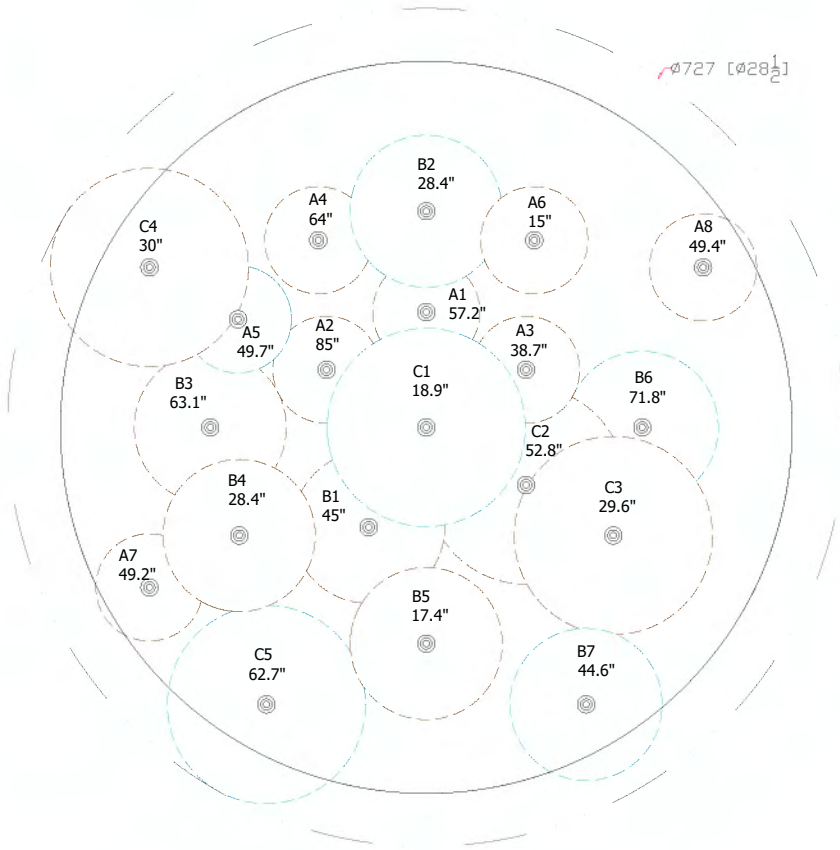 Ø727 [Ø28½]
B2
28.4"
A4
64"
A6
15"
C4
30"
A8
49.4"
A1
57.2"
A5
49.7"
A2
85"
A3
38.7"
C1
18.9"
B3
63.1"
B6
71.8"
C2
52.8"
B4
28.4"
B1
45"
C3
29.6"
A7
49.2"
B5
17.4"
C5
62.7"
B7
44.6"